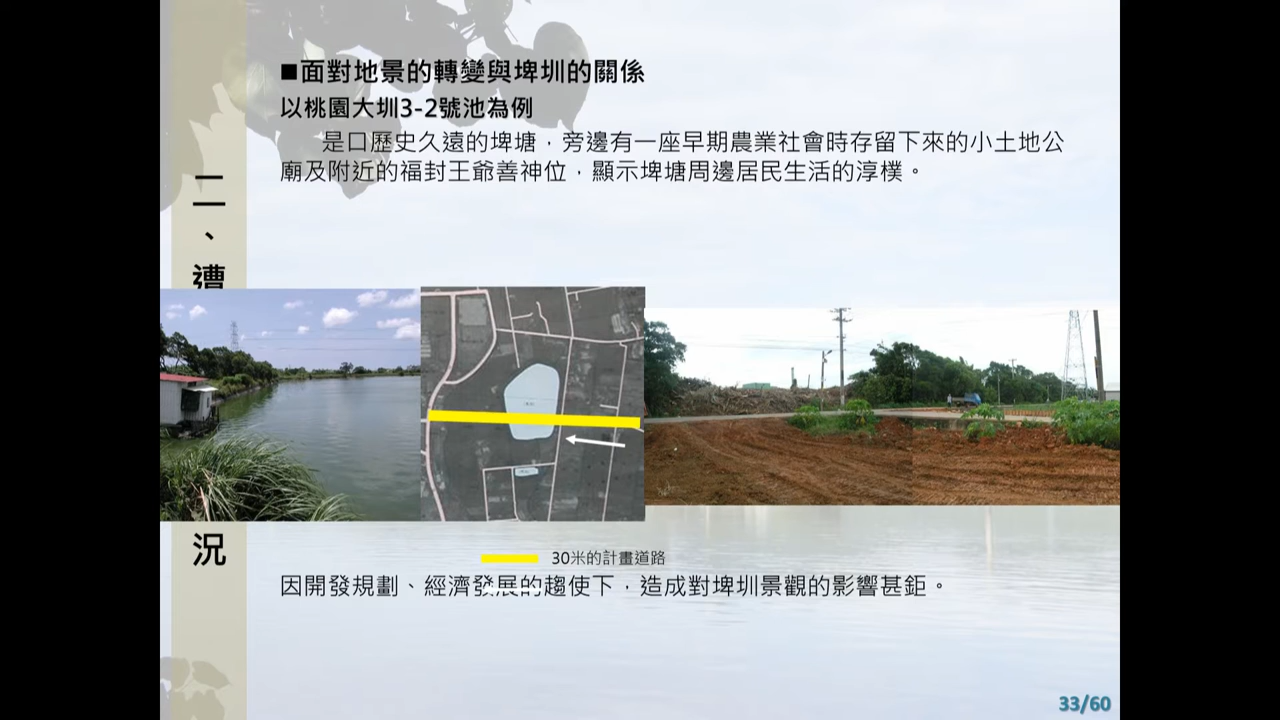 ■面對地景的轉變與埤圳的關係
以桃園大圳3-2號池為例
是口歷史久遠的埤塘，旁邊有一座早期農業社會時存留下來的小土地公
廟及附近的福封王爺善神位，顯示埤塘周邊居民生活的淳樸。
二、遭
況
30米的計畫道路
因開發規劃、經濟發展的趨使下，造成對埤圳景觀的影響甚鉅。
33/60